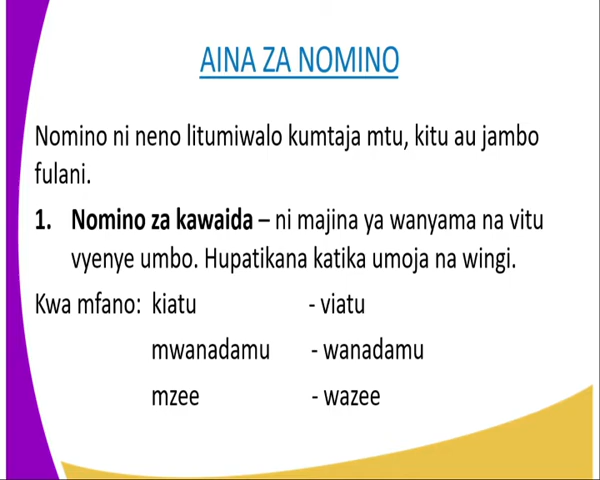 AINA ZA NOMINO
Nomino ni neno litumiwalo kumtaja mtu, kitu au jambo
fulani.
1. Nomino za kawaida – ni majina ya wanyama na vitu
vyenye umbo. Hupatikana katika umoja na wingi.
Kwa mfano: kiatu - viatu
mwanadamu - wanadamu
mzee - wazee